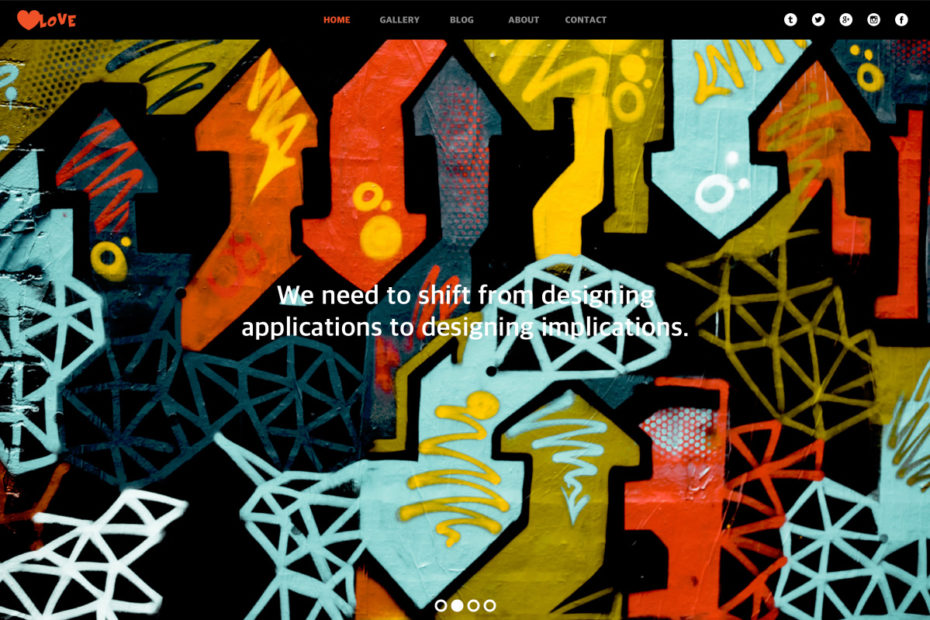 LOVE
HOME GALLERY BLOG ABOUT CONTACT
We need to shift from designing
applications to designing implications.